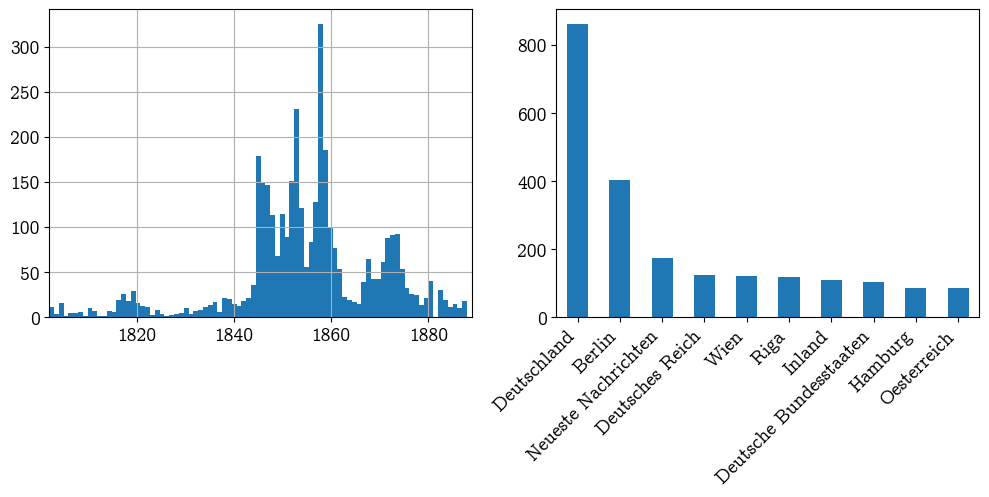 300
250
200
150
100
50
0
1820 1840 1860 1880
800
600
400
200
0
Deutschland
Berlin
Neueste Nachrichten
Deutsches Reich
Wien
Riga
Inland
Deutsche Bundesstaaten
Hamburg
Oesterreich